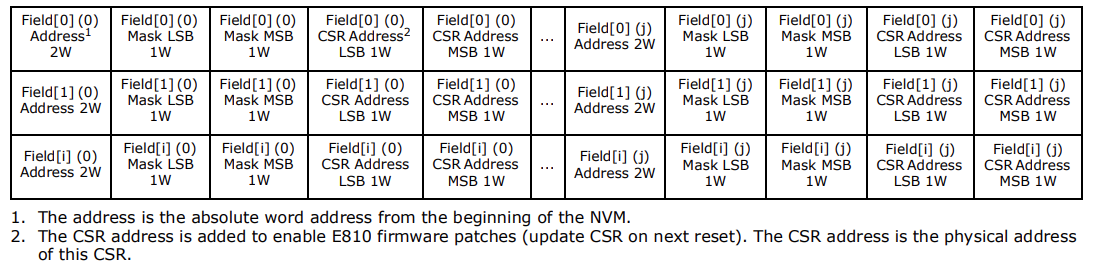 Field[0] (0) Address1 2W
Field[0] (0) Mask LSB 1W
Field[0] (0) Mask MSB 1W
Field[0] (0) CSR Address2 LSB 1W
Field[0] (0) CSR Address MSB 1W
...
Field[0] (j) Address 2W
Field[0] (j) Mask LSB 1W
Field[0] (j) Mask MSB 1W
Field[0] (j) CSR Address LSB 1W
Field[0] (j) CSR Address MSB 1W
Field[1] (0) Address 2W
Field[1] (0) Mask LSB 1W
Field[1] (0) Mask MSB 1W
Field[1] (0) CSR Address LSB 1W
Field[1] (0) CSR Address MSB 1W
...
Field[1] (j) Address 2W
Field[1] (j) Mask LSB 1W
Field[1] (j) Mask MSB 1W
Field[1] (j) CSR Address LSB 1W
Field[1] (j) CSR Address MSB 1W
Field[i] (0) Address 2W
Field[i] (0) Mask LSB 1W
Field[i] (0) Mask MSB 1W
Field[i] (0) CSR Address LSB 1W
Field[i] (0) CSR Address MSB 1W
...
Field[i] (j) Address 2W
Field[i] (j) Mask LSB 1W
Field[i] (j) Mask MSB 1W
Field[i] (j) CSR Address LSB 1W
Field[i] (j) CSR Address MSB 1W
1. The address is the absolute word address from the beginning of the NVM.
2. The CSR address is added to enable E810 firmware patches (update CSR on next reset). The CSR address is the physical address
of this CSR.